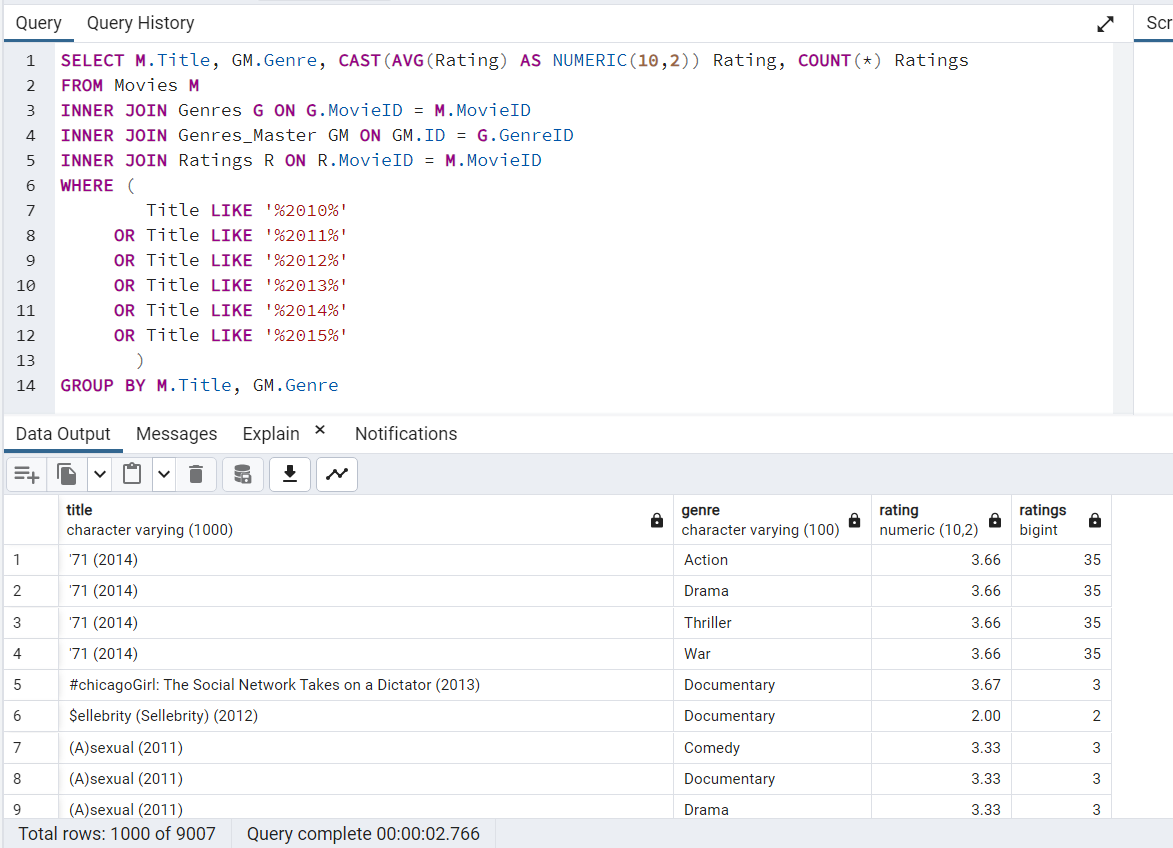 Query Query History Scr
1 SELECT M.Title, GM.Genre, CAST(AVG(Rating) AS NUMERIC(10,2)) Rating, COUNT(*) Ratings
2 FROM Movies M
3 INNER JOIN Genres G ON G.MovieID = M.MovieID
4 INNER JOIN Genres_Master GM ON GM.ID = G.GenreID
5 INNER JOIN Ratings R ON R.MovieID = M.MovieID
6 WHERE (
7 Title LIKE '%2010%'
8 OR Title LIKE '%2011%'
9 OR Title LIKE '%2012%'
10 OR Title LIKE '%2013%'
11 OR Title LIKE '%2014%'
12 OR Title LIKE '%2015%'
13 )
14 GROUP BY M.Title, GM.Genre
Data Output Messages Explain × Notifications
title genre rating ratings
character varying (1000) character varying (100) numeric (10,2) bigint
1 '71 (2014) Action 3.66 35
2 '71 (2014) Drama 3.66 35
3 '71 (2014) Thriller 3.66 35
4 '71 (2014) War 3.66 35
5 #chicagoGirl: The Social Network Takes on a Dictator (2013) Documentary 3.67 3
6 $ellebrity (Sellebrity) (2012) Documentary 2.00 2
7 (A)sexual (2011) Comedy 3.33 3
8 (A)sexual (2011) Documentary 3.33 3
9 (A)sexual (2011) Drama 3.33 3
Total rows: 1000 of 9007 Query complete 00:00:02.766